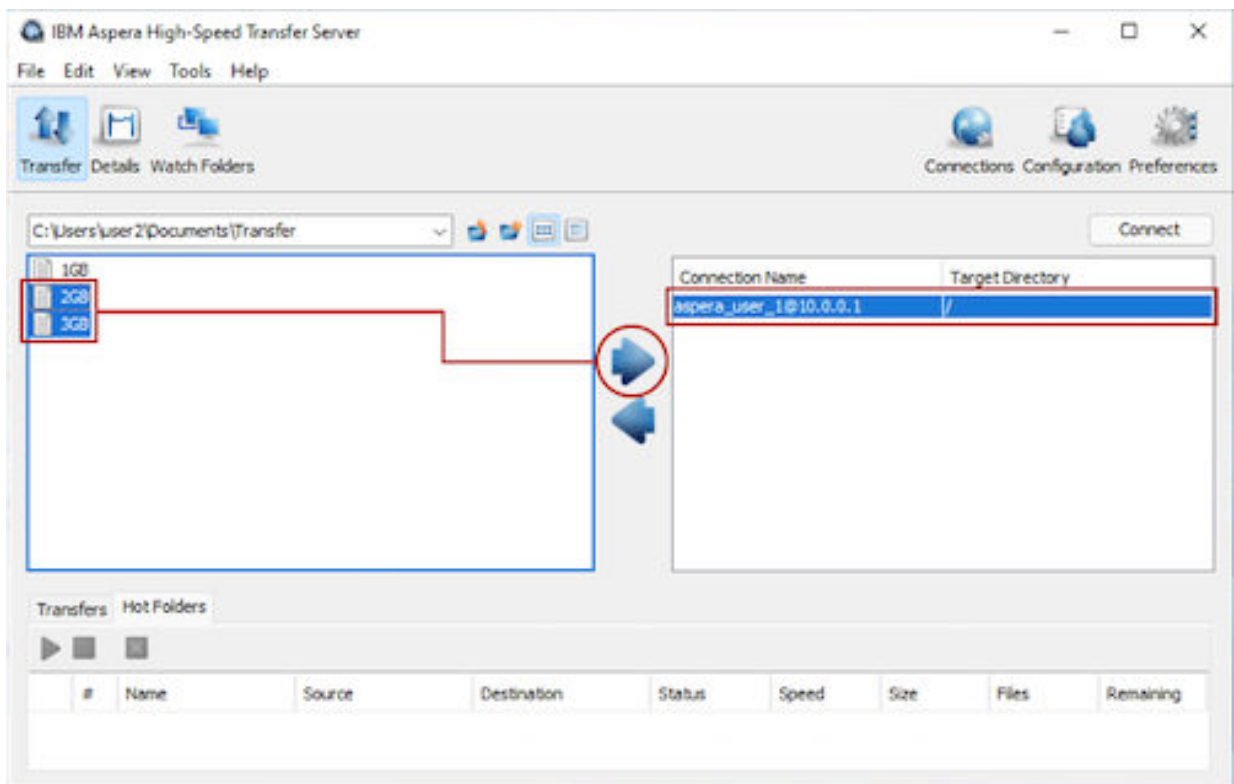 IBM Aspera High-Speed Transfer Server
File Edit View Tools Help
Transfer Details Watch Folders Connections Configuration Preferences
C:\Users\user2\Documents\Transfer Connect
1GB
2GB
3GB
Connection Name Target Directory
aspera_user_1@10.0.0.1 /
Transfers Hot Folders
# Name Source Destination Status Speed Size Files Remaining